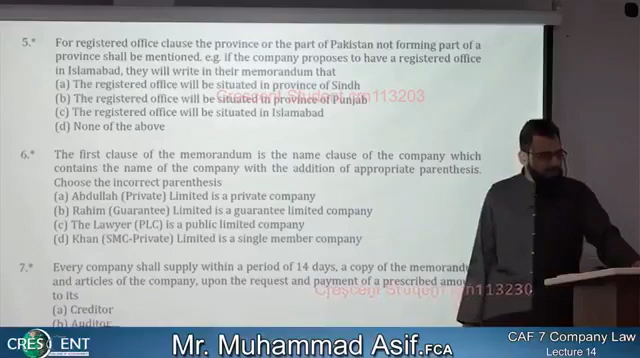 5.* For registered office clause the province or the part of Pakistan not forming part of a
province shall be mentioned. e.g. if the company proposes to have a registered office
in Islamabad, they will write in their memorandum that
(a) The registered office will be situated in province of Sindh
(b) The registered office will be situated in province of Punjab
Crescent Student crn113203
(c) The registered office will be situated in Islamabad
(d) None of the above
6.* The first clause of the memorandum is the name clause of the company which
contains the name of the company with the addition of appropriate parenthesis.
Choose the incorrect parenthesis
(a) Abdullah (Private) Limited is a private company
(b) Rahim (Guarantee) Limited is a guarantee limited company
(c) The Lawyer (PLC) is a public limited company
(d) Khan (SMC-Private) Limited is a single member company
7.* Every company shall supply within a period of 14 days, a copy of the memorand
and articles of the company, upon the request and payment of a prescribed amo
Crescent Student crn113230
to its
(a) Creditor
(b) Auditor
CRESCENT
Mr. Muhammad Asif.FCA
CAF 7 Company Law
Lecture 14